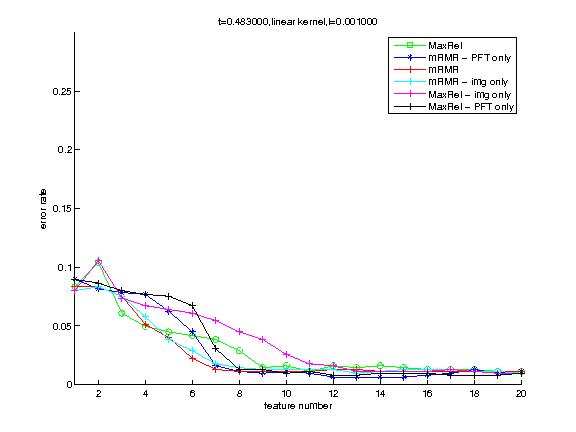 t=0.483000,linear kernel,l=0.001000
MaxRel
mRMR – PFT only
mRMR
mRMR – img only
MaxRel – img only
MaxRel – PFT only
0.25
0.2
0.15
0.1
0.05
0
error rate
2 4 6 8 10 12 14 16 18 20
feature number